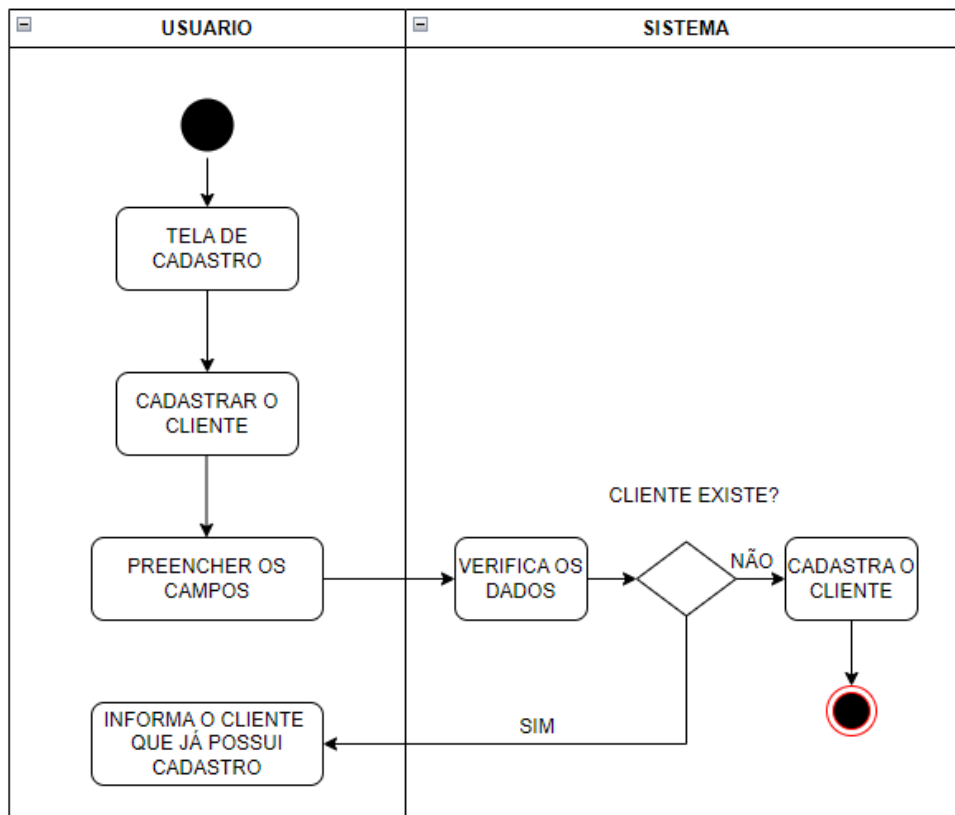 USUARIO
SISTEMA
TELA DE
CADASTRO
CADASTRAR O
CLIENTE
CLIENTE EXISTE?
PREENCHER OS
CAMPOS
VERIFICA OS
DADOS
NÃO
CADASTRA O
CLIENTE
INFORMA O CLIENTE
QUE JÁ POSSUI
CADASTRO
SIM